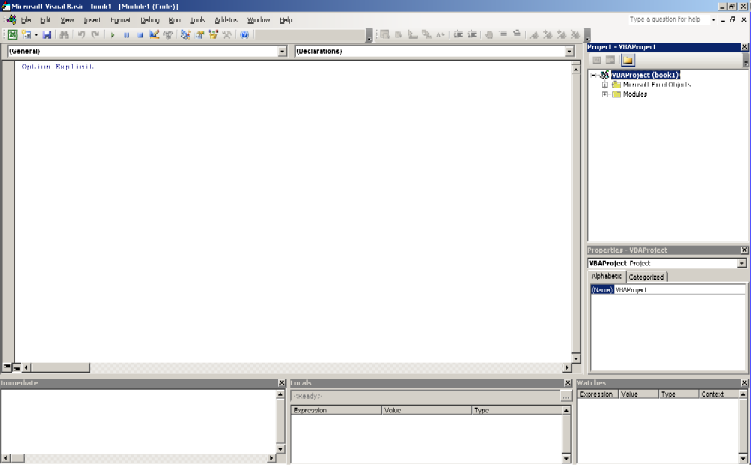 Microsoft Visual Basic - book1 - [Module1 (Code)]
File Edit View Insert Format Debug Run Tools Add-Ins Window Help
Type a question for help
(General)
(Declarations)
Option Explicit
Project - VBAProject
VBAProject (book1)
Microsoft Excel Objects
Modules
Properties - VBAProject
VBAProject Project
Alphabetic Categorized
(Name) VBAProject
Immediate
Locals
<Ready>
Expression Value Type
Watches
Expression Value Type Context